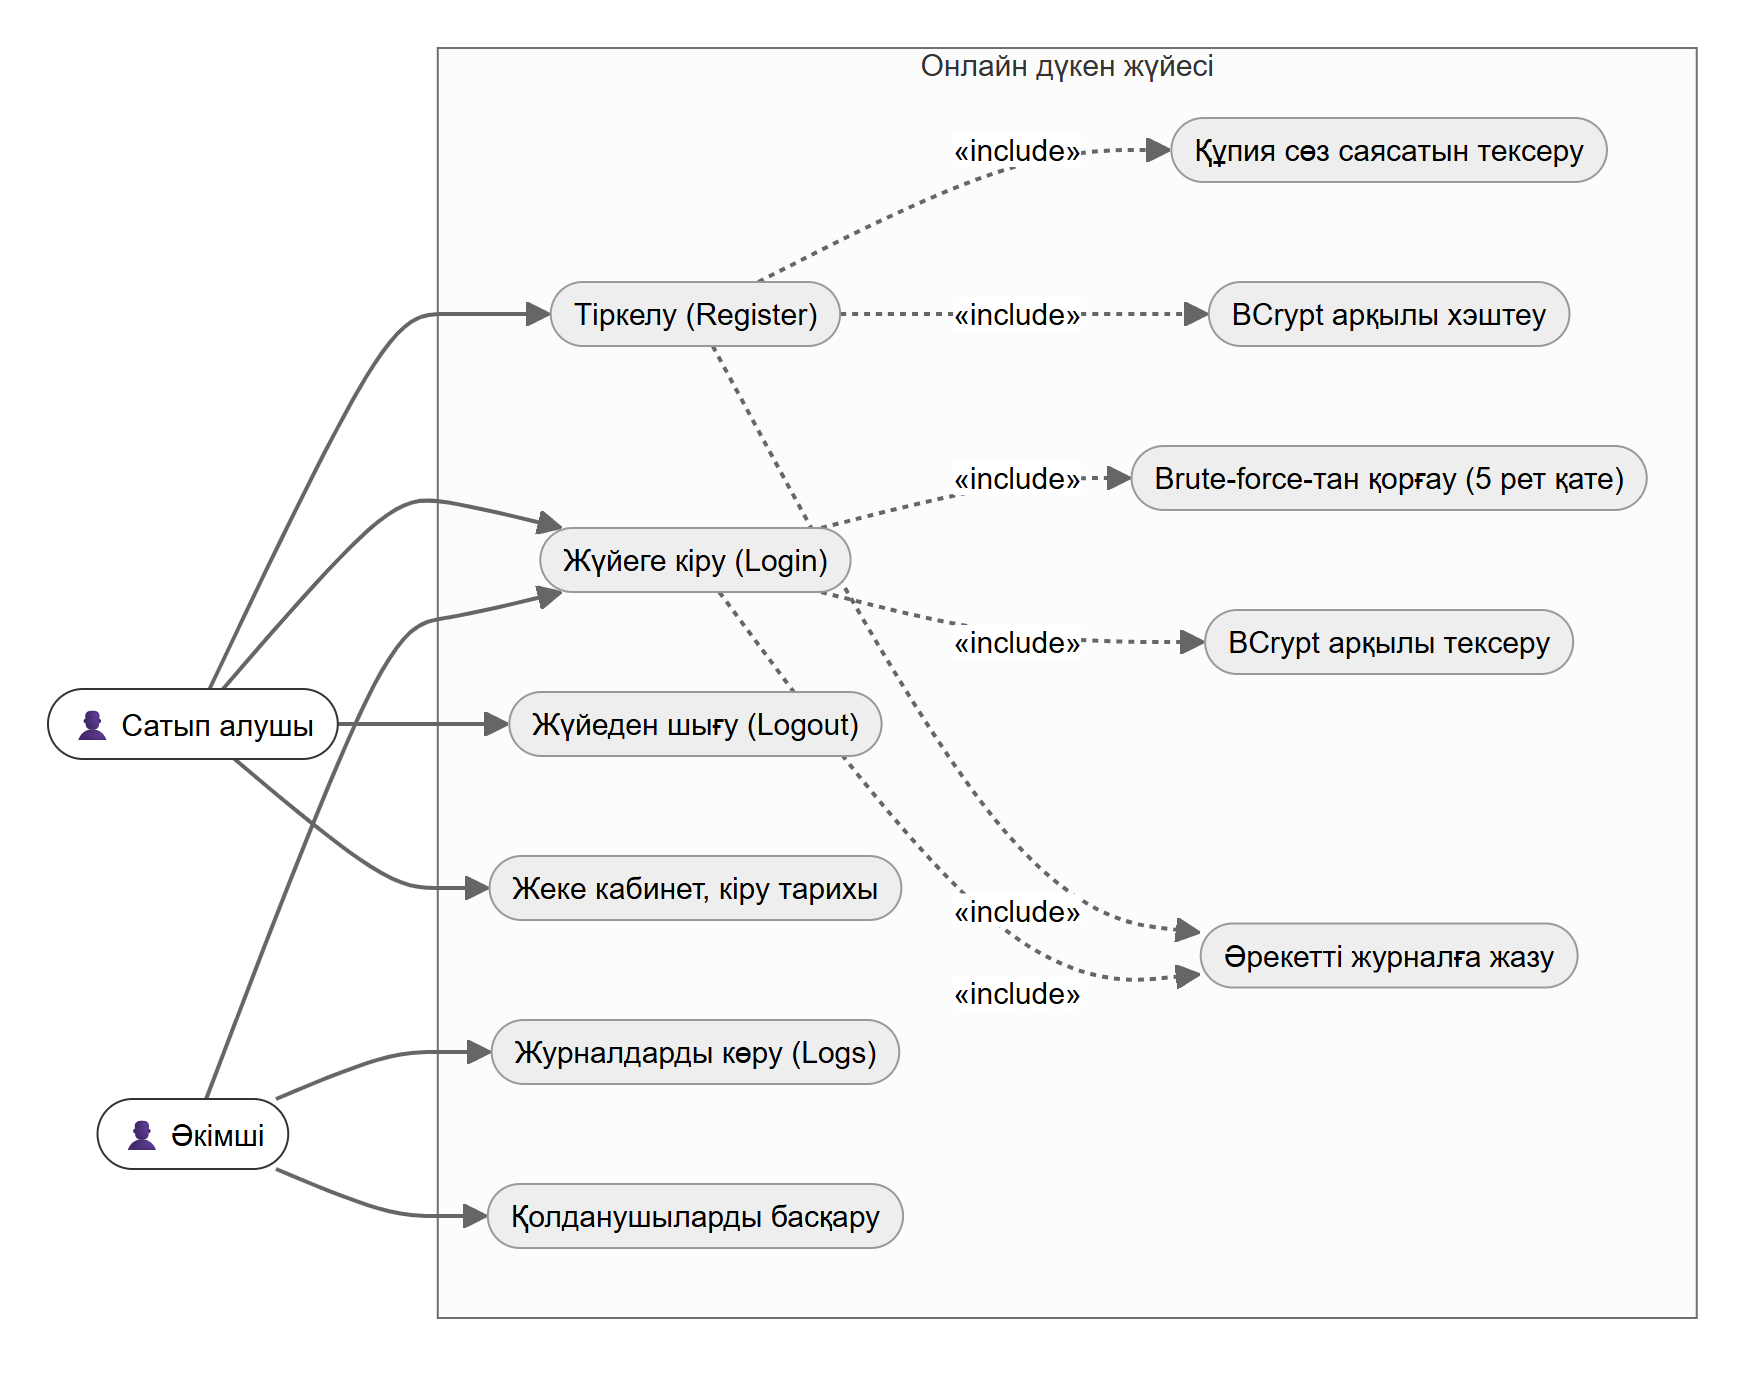 Онлайн дүкен жүйесі
«include»
Құпия сөз саясатын тексеру
Тіркелу (Register)
«include»
BCrypt арқылы хэштеу
«include»
Brute-force-тан қорғау (5 рет қате)
Жүйеге кіру (Login)
«include»
BCrypt арқылы тексеру
Сатып алушы
Жүйеден шығу (Logout)
Жеке кабинет, кіру тарихы
«include»
Әрекетті журналға жазу
«include»
Журналдарды көру (Logs)
Әкімші
Қолданушыларды басқару